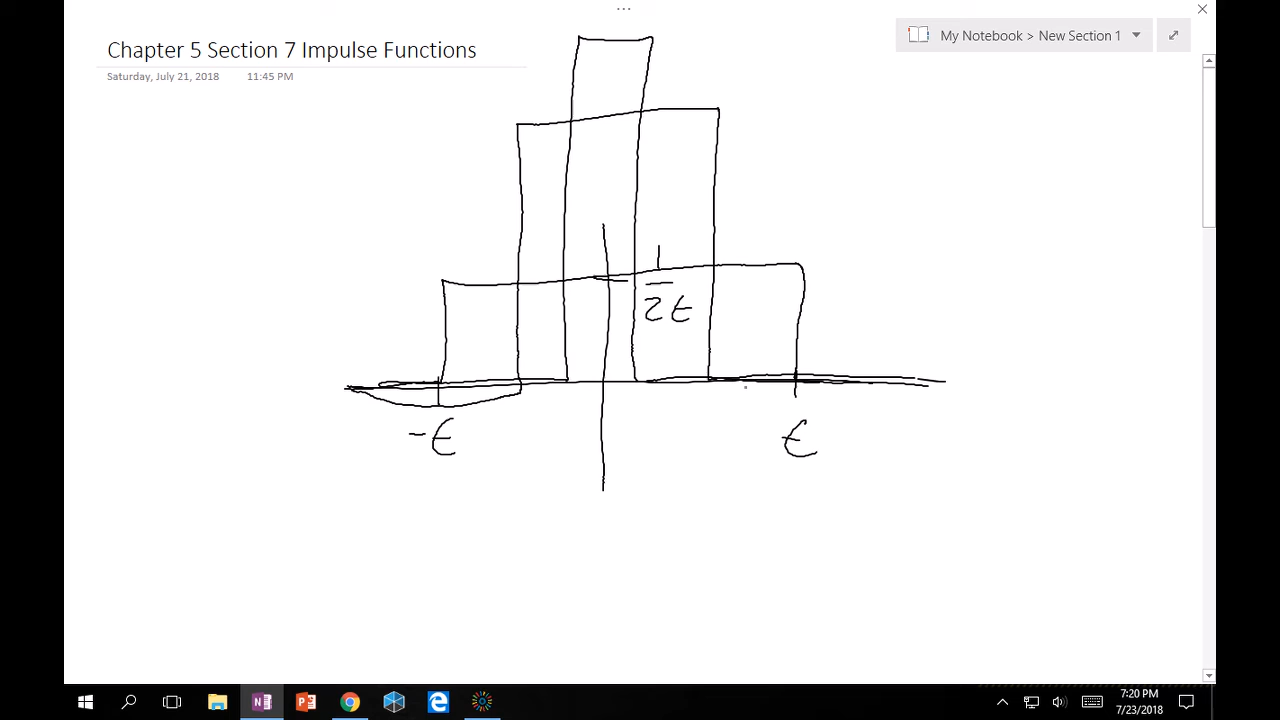 Chapter 5 Section 7 Impulse Functions
My Notebook > New Section 1
Saturday, July 21, 2018 11:45 PM
1
2ε
-ε
ε
7:20 PM
7/23/2018